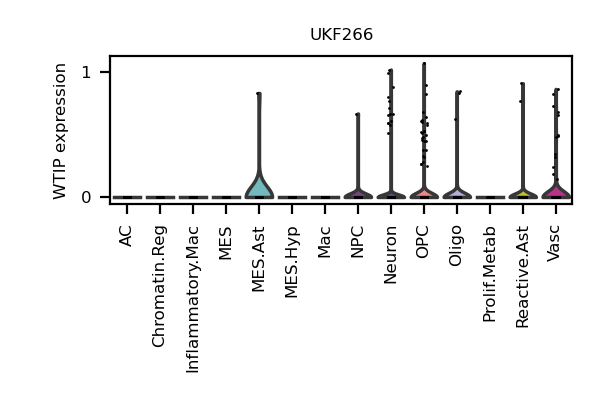 UKF266
WTIP expression
1
0
AC
Chromatin.Reg
Inflammatory.Mac
MES
MES.Ast
MES.Hyp
Mac
NPC
Neuron
OPC
Oligo
Prolif.Metab
Reactive.Ast
Vasc